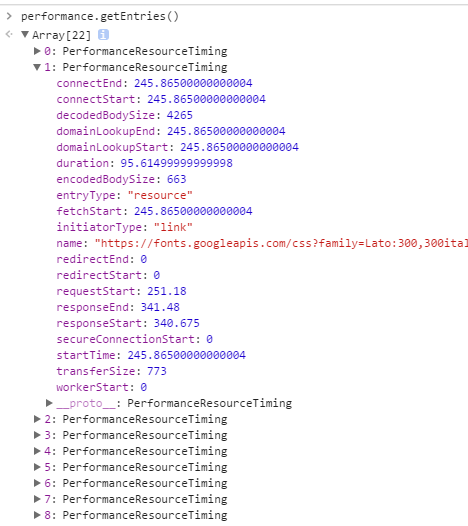 > performance.getEntries()
Array[22] i
0: PerformanceResourceTiming
1: PerformanceResourceTiming
connectEnd: 245.86500000000004
connectStart: 245.86500000000004
decodedBodySize: 4265
domainLookupEnd: 245.86500000000004
domainLookupStart: 245.86500000000004
duration: 95.61499999999998
encodedBodySize: 663
entryType: "resource"
fetchStart: 245.86500000000004
initiatorType: "link"
name: "https://fonts.googleapis.com/css?family=Lato:300,300ital
redirectEnd: 0
redirectStart: 0
requestStart: 251.18
responseEnd: 341.48
responseStart: 340.675
secureConnectionStart: 0
startTime: 245.86500000000004
transferSize: 773
workerStart: 0
__proto__: PerformanceResourceTiming
2: PerformanceResourceTiming
3: PerformanceResourceTiming
4: PerformanceResourceTiming
5: PerformanceResourceTiming
6: PerformanceResourceTiming
7: PerformanceResourceTiming
8: PerformanceResourceTiming